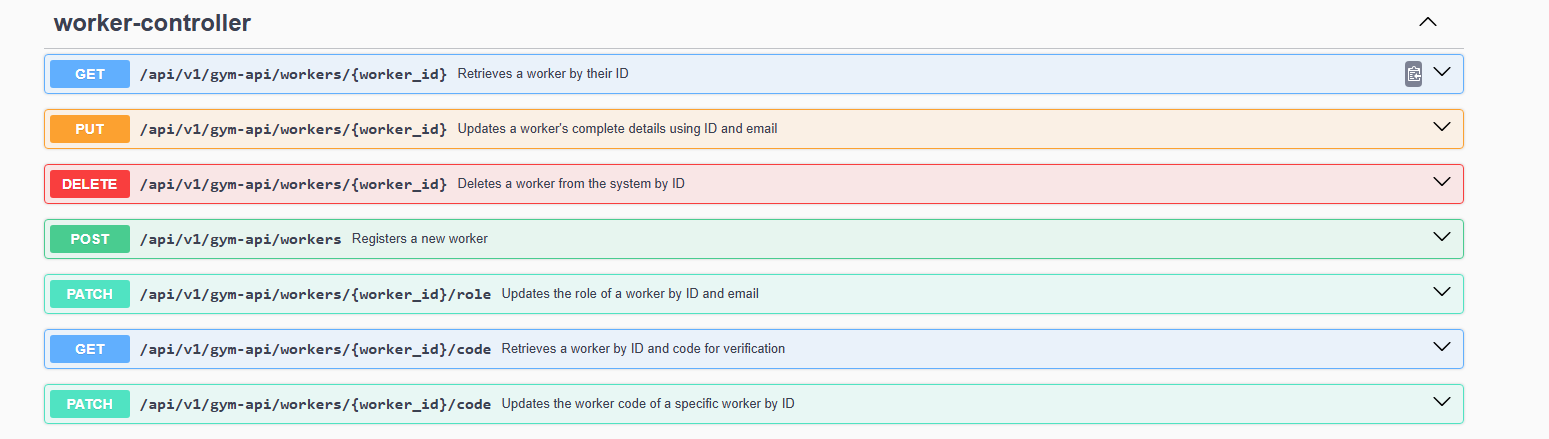 worker-controller
GET /api/v1/gym-api/workers/{worker_id} Retrieves a worker by their ID
PUT /api/v1/gym-api/workers/{worker_id} Updates a worker's complete details using ID and email
DELETE /api/v1/gym-api/workers/{worker_id} Deletes a worker from the system by ID
POST /api/v1/gym-api/workers Registers a new worker
PATCH /api/v1/gym-api/workers/{worker_id}/role Updates the role of a worker by ID and email
GET /api/v1/gym-api/workers/{worker_id}/code Retrieves a worker by ID and code for verification
PATCH /api/v1/gym-api/workers/{worker_id}/code Updates the worker code of a specific worker by ID